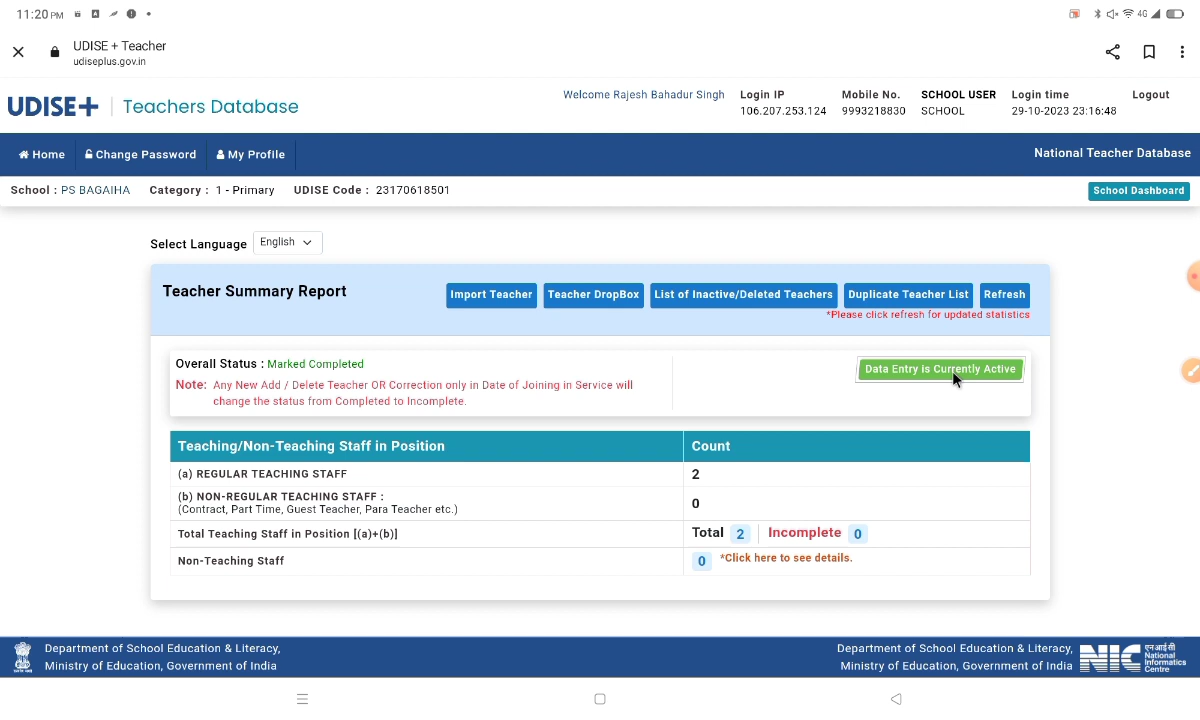 11:20 PM
4G
UDISE + Teacher
udiseplus.gov.in
UDISE+ Teachers Database
Welcome Rajesh Bahadur Singh
Login IP
106.207.253.124
Mobile No.
9993218830
SCHOOL USER
SCHOOL
Login time
29-10-2023 23:16:48
Logout
Home Change Password My Profile
National Teacher Database
School : PS BAGAIHA Category : 1 - Primary UDISE Code : 23170618501
School Dashboard
Select Language English
Teacher Summary Report
Import Teacher Teacher DropBox List of Inactive/Deleted Teachers Duplicate Teacher List Refresh
*Please click refresh for updated statistics
Overall Status : Marked Completed
Data Entry is Currently Active
Note: Any New Add / Delete Teacher OR Correction only in Date of Joining in Service will
change the status from Completed to Incomplete.
Teaching/Non-Teaching Staff in Position Count
(a) REGULAR TEACHING STAFF 2
(b) NON-REGULAR TEACHING STAFF :
(Contract, Part Time, Guest Teacher, Para Teacher etc.) 0
Total Teaching Staff in Position [(a)+(b)] Total 2 Incomplete 0
Non-Teaching Staff 0 *Click here to see details.
Department of School Education & Literacy,
Ministry of Education, Government of India
Department of School Education & Literacy,
Ministry of Education, Government of India
NIC
एन आई सी
National
Informatics
Centre